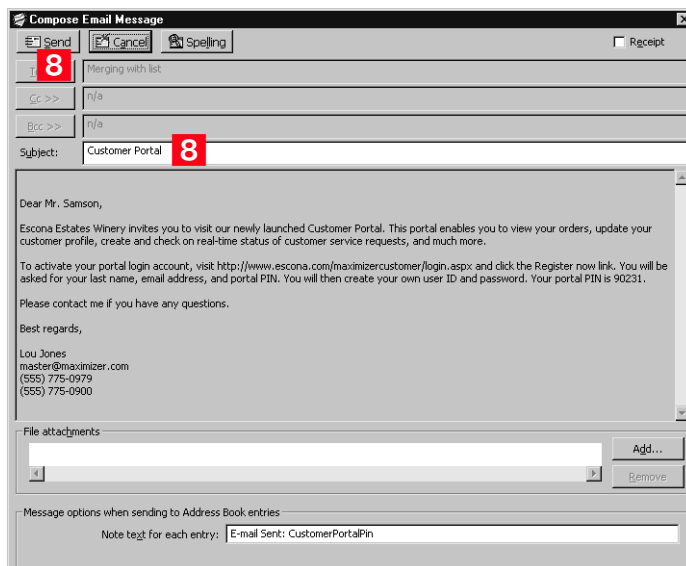 Compose Email Message
Send Cancel Spelling Receipt
8
Merging with list
Cc >> n/a
Bcc >> n/a
Subject: Customer Portal 8
Dear Mr. Samson,
Escona Estates Winery invites you to visit our newly launched Customer Portal. This portal enables you to view your orders, update your
customer profile, create and check on real-time status of customer service requests, and much more.
To activate your portal login account, visit http://www.escona.com/maximizercustomer/login.aspx and click the Register now link. You will be
asked for your last name, email address, and portal PIN. You will then create your own user ID and password. Your portal PIN is 90231.
Please contact me if you have any questions.
Best regards,
Lou Jones
master@maximizer.com
(555) 775-0979
(555) 775-0900
File attachments
Add...
Remove
Message options when sending to Address Book entries
Note text for each entry: E-mail Sent: CustomerPortalPin